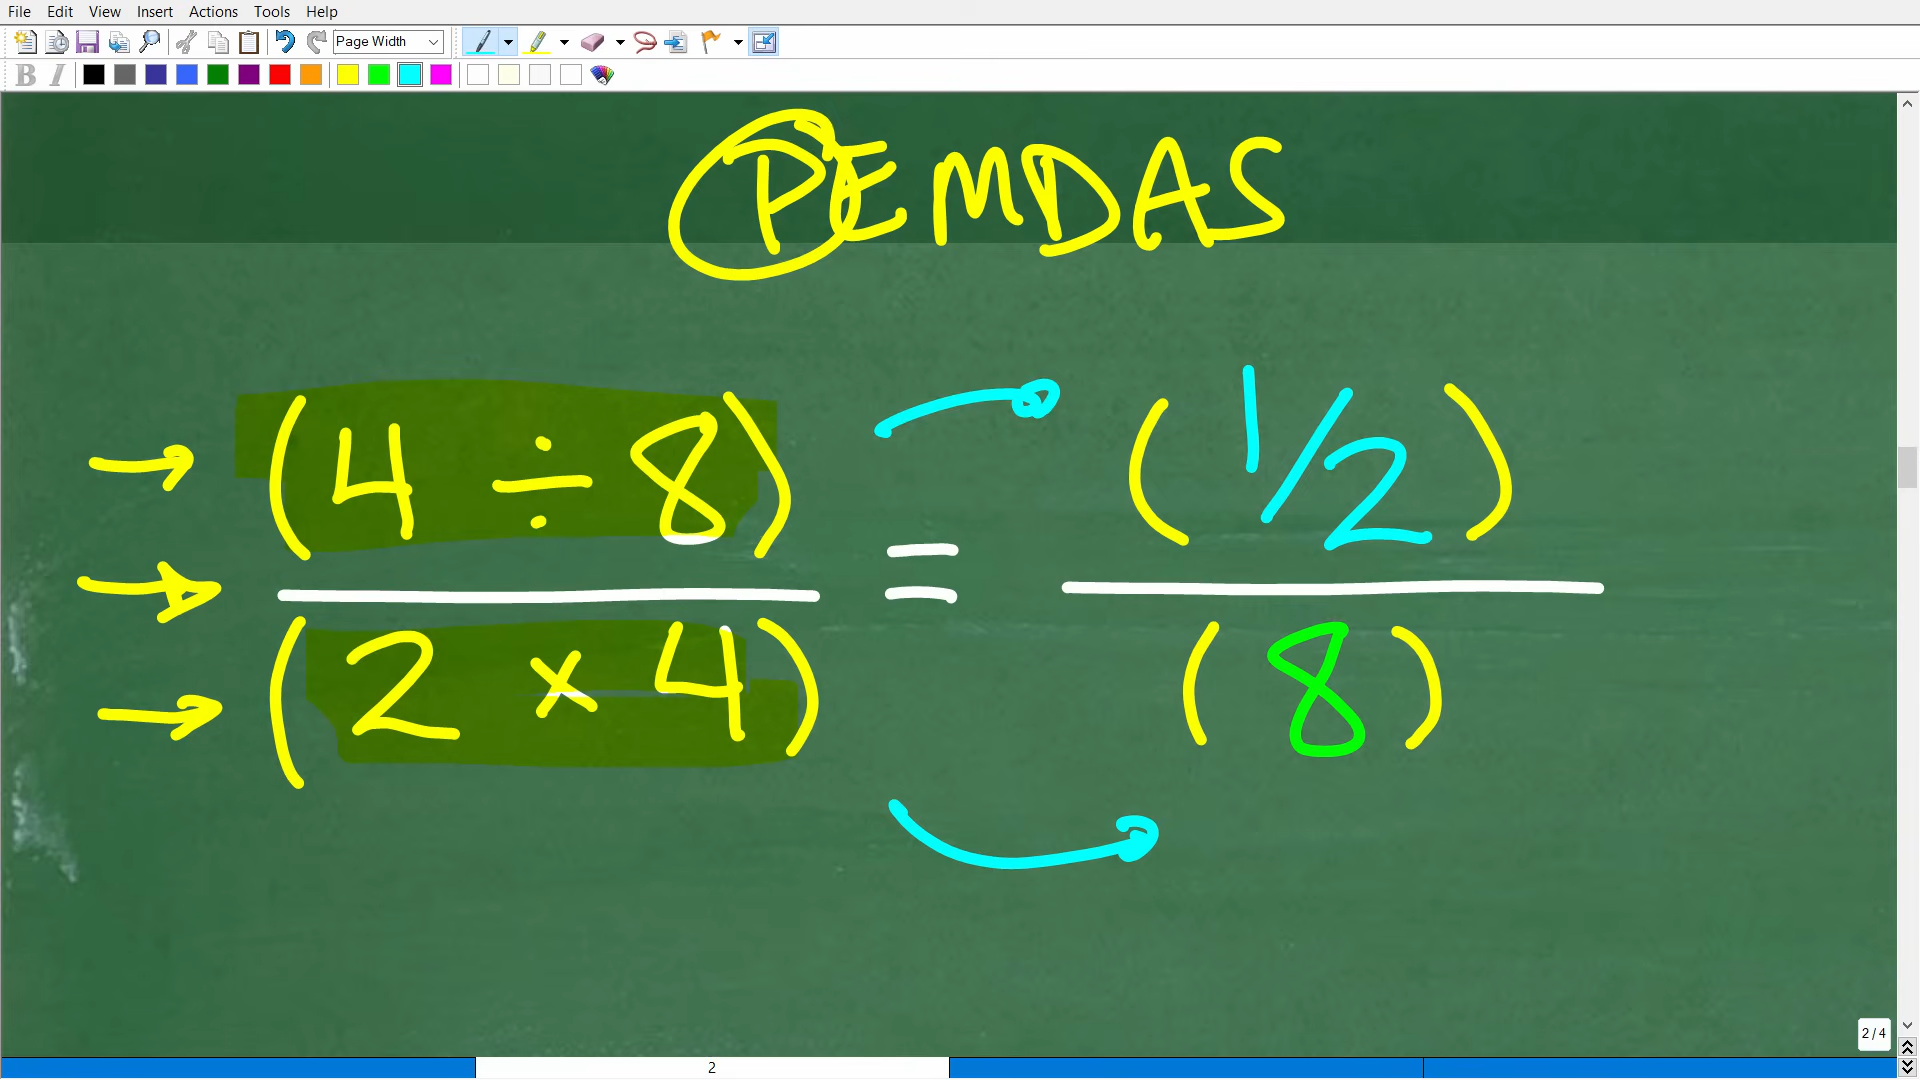 File Edit View Insert Actions Tools Help
Page Width
B I
PEMDAS
(4 ÷ 8) (1/2)
=
(2 × 4) (8)
2 / 4
2